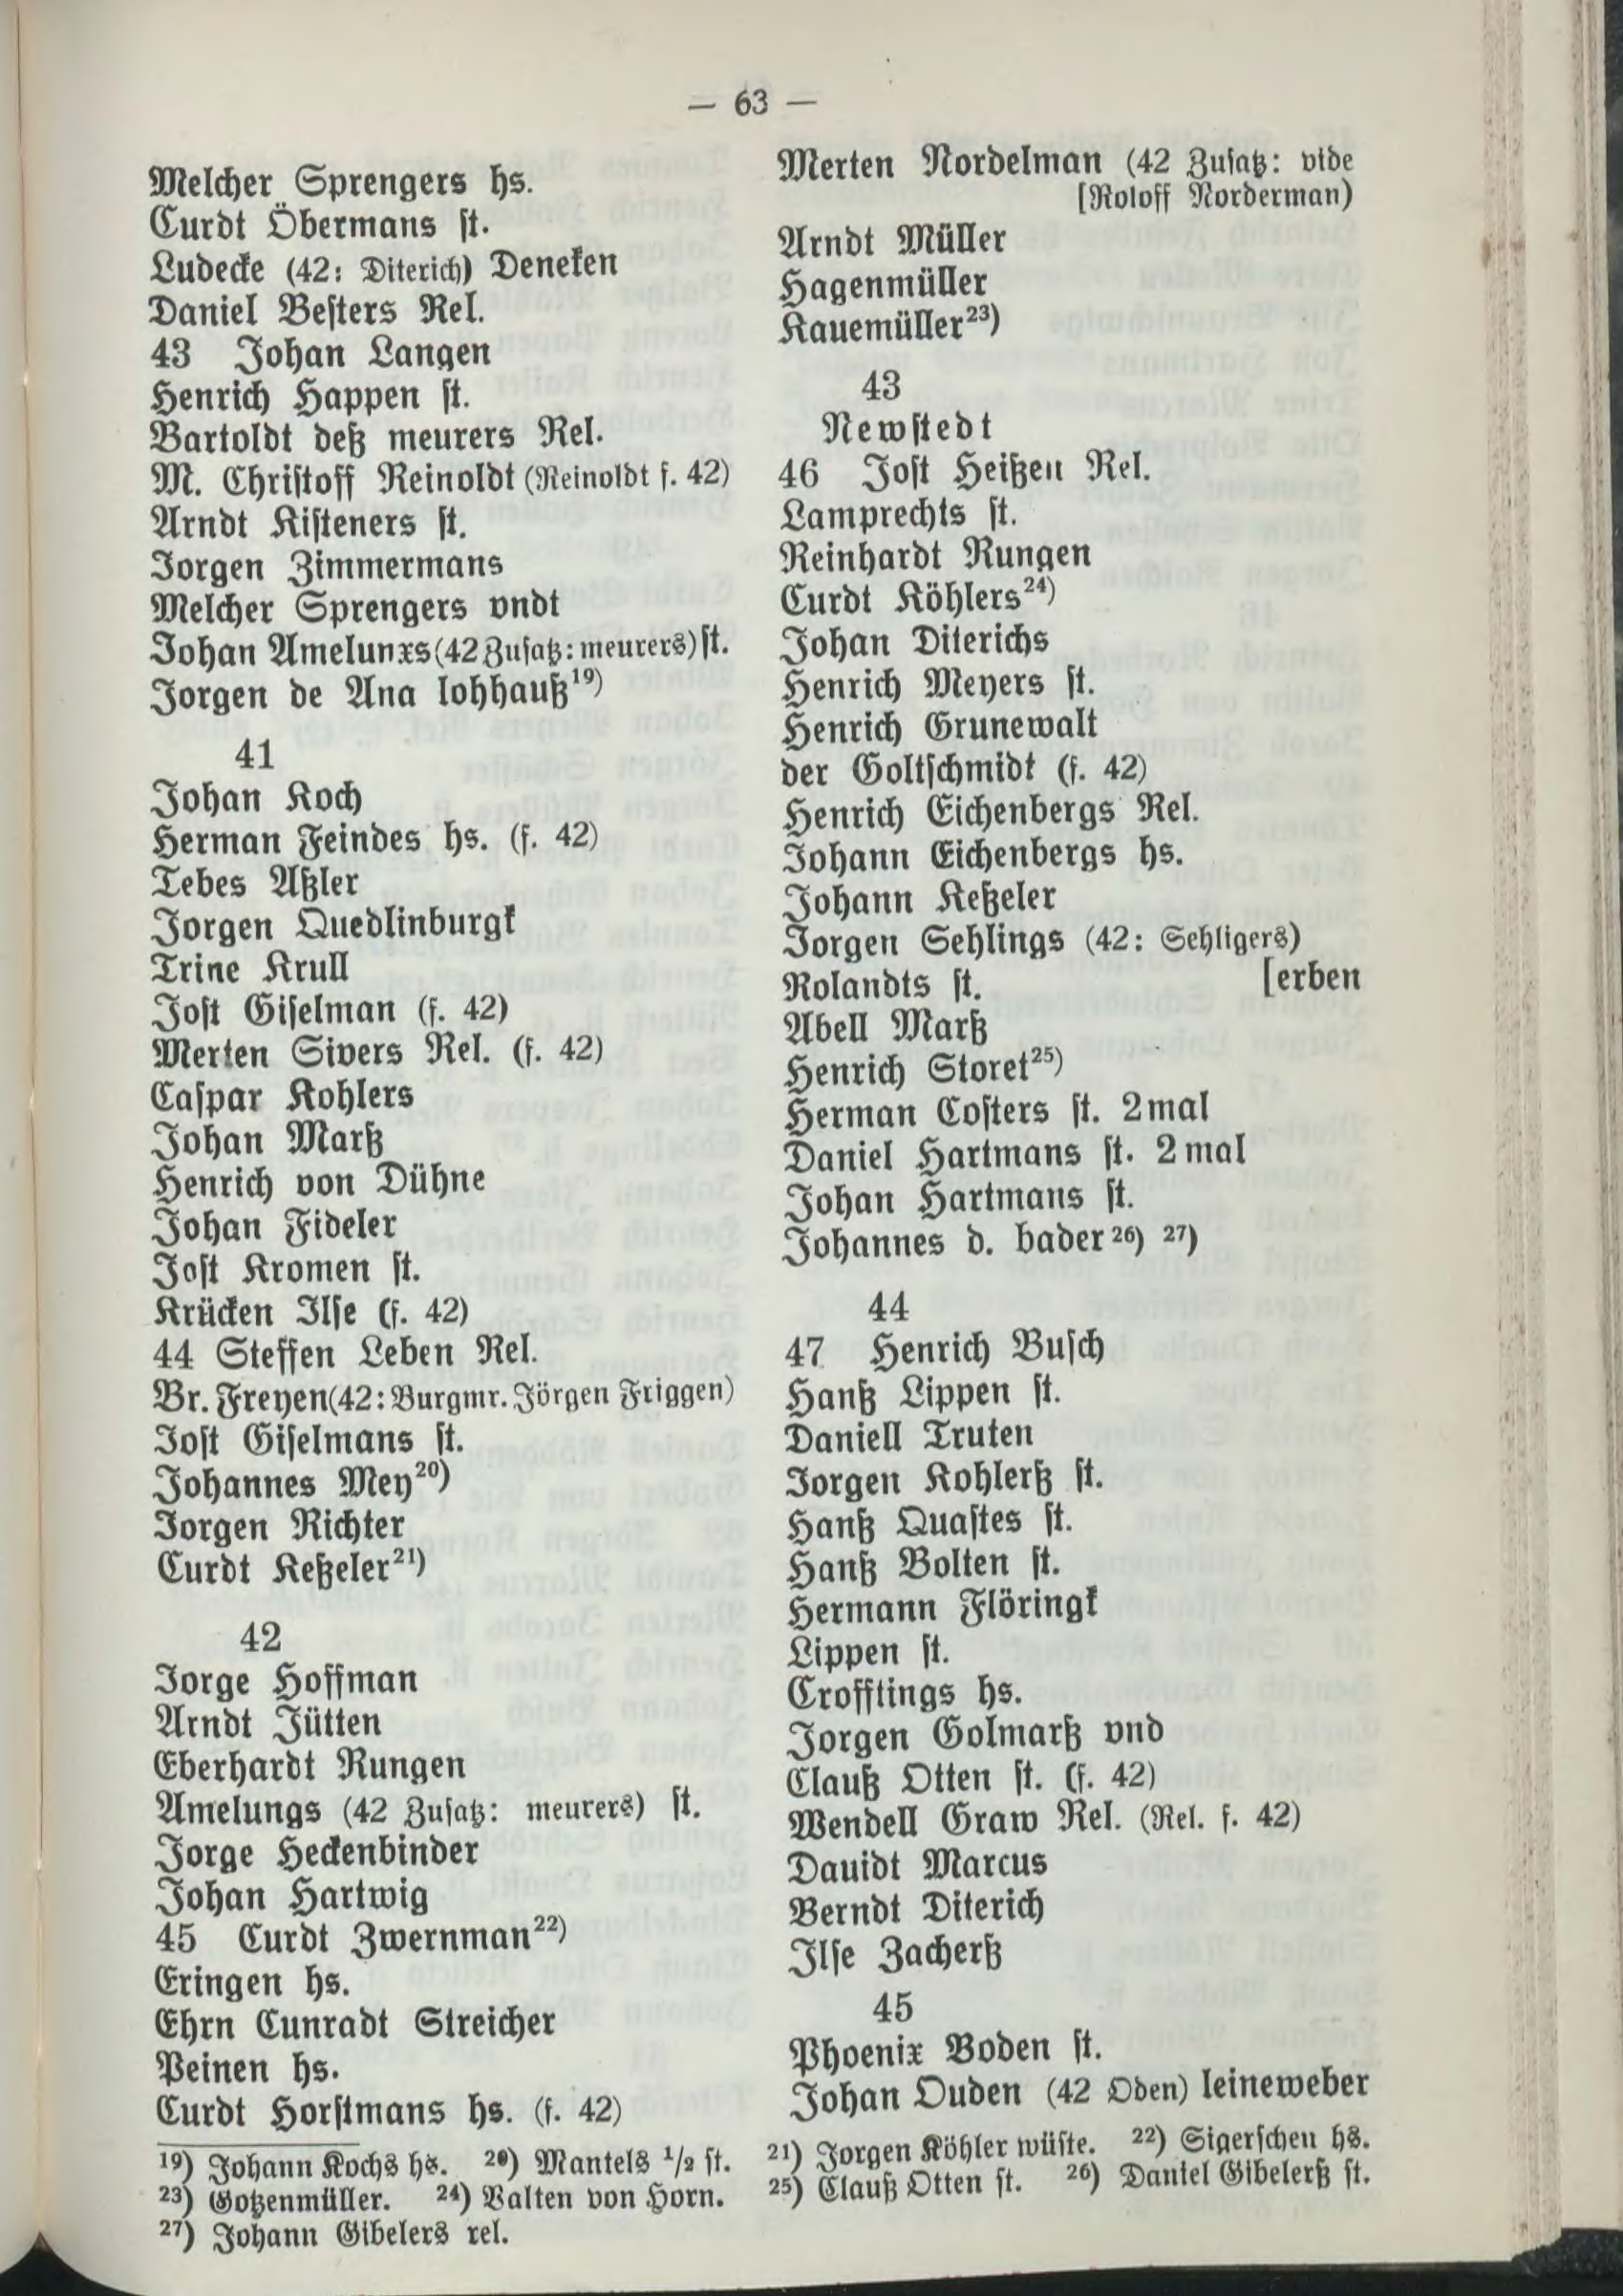 — 63 —
Melcher Sprengers hs.
Curdt Öbermans st.
Ludecke (42: Diterich) Deneken
Daniel Besters Rel.
43 Johan Langen
Henrich Happen st.
Bartoldt deß meurers Rel.
M. Christoff Reinoldt (Reinoldt f. 42)
Arndt Kisteners st.
Jorgen Zimmermans
Melcher Sprengers vndt
Johan Amelunxs (42 Zusatz: meurers) st.
Jorgen de Ana lohhauß¹⁹)
41
Johan Koch
Herman Feindes hs. (f. 42)
Tebes Aßler
Jorgen Quedlinburgk
Trine Krull
Jost Giselman (f. 42)
Merten Sivers Rel. (f. 42)
Caspar Kohlers
Johan Marß
Henrich von Dühne
Johan Fideler
Jost Kromen st.
Krücken Ilse (f. 42)
44 Steffen Leben Rel.
Br. Freyen (42: Burgmr. Jörgen Friggen)
Jost Giselmans st.
Johannes Mey²⁰)
Jorgen Richter
Curdt Keßeler²¹)
42
Jorge Hoffman
Arndt Jütten
Eberhardt Rungen
Amelungs (42 Zusatz: meurers) st.
Jorge Heckenbinder
Johan Hartwig
45 Curdt Zwernman²²)
Eringen hs.
Ehrn Cunradt Streicher
Peinen hs.
Curdt Horstmans hs. (f. 42)
Merten Nordelman (42 Zusatz: vide
[Roloff Norderman)
Arndt Müller
Hagenmüller
Kauemüller²³)
43
Newstedt
46 Jost Heißen Rel.
Lamprechts st.
Reinhardt Rungen
Curdt Köhlers²⁴)
Johan Diterichs
Henrich Meyers st.
Henrich Grunewalt
der Goltschmidt (f. 42)
Henrich Eichenbergs Rel.
Johann Eichenbergs hs.
Johann Keßeler
Jorgen Sehlings (42: Sehligers)
Rolandts st. [erben
Abell Marß
Henrich Storet²⁵)
Herman Costers st. 2mal
Daniel Hartmans st. 2 mal
Johan Hartmans st.
Johannes d. bader²⁶) ²⁷)
44
47 Henrich Busch
Hanß Lippen st.
Daniell Truten
Jorgen Kohlerß st.
Hanß Quastes st.
Hanß Bolten st.
Hermann Flöringk
Lippen st.
Crofftings hs.
Jorgen Golmarß vnd
Clauß Otten st. (f. 42)
Wendell Graw Rel. (Rel. f. 42)
Dauidt Marcus
Berndt Diterich
Ilse Zacherß
45
Phoenix Boden st.
Johan Ouden (42 Oden) leineweber
¹⁹) Johann Kochs hs. ²⁰) Mantels ¹/₂ st. ²¹) Jorgen Köhler wüste. ²²) Sigerschen hs.
²³) Gotzenmüller. ²⁴) Valten von Horn. ²⁵) Clauß Otten st. ²⁶) Daniel Gibelerß st.
²⁷) Johann Gibelers rel.